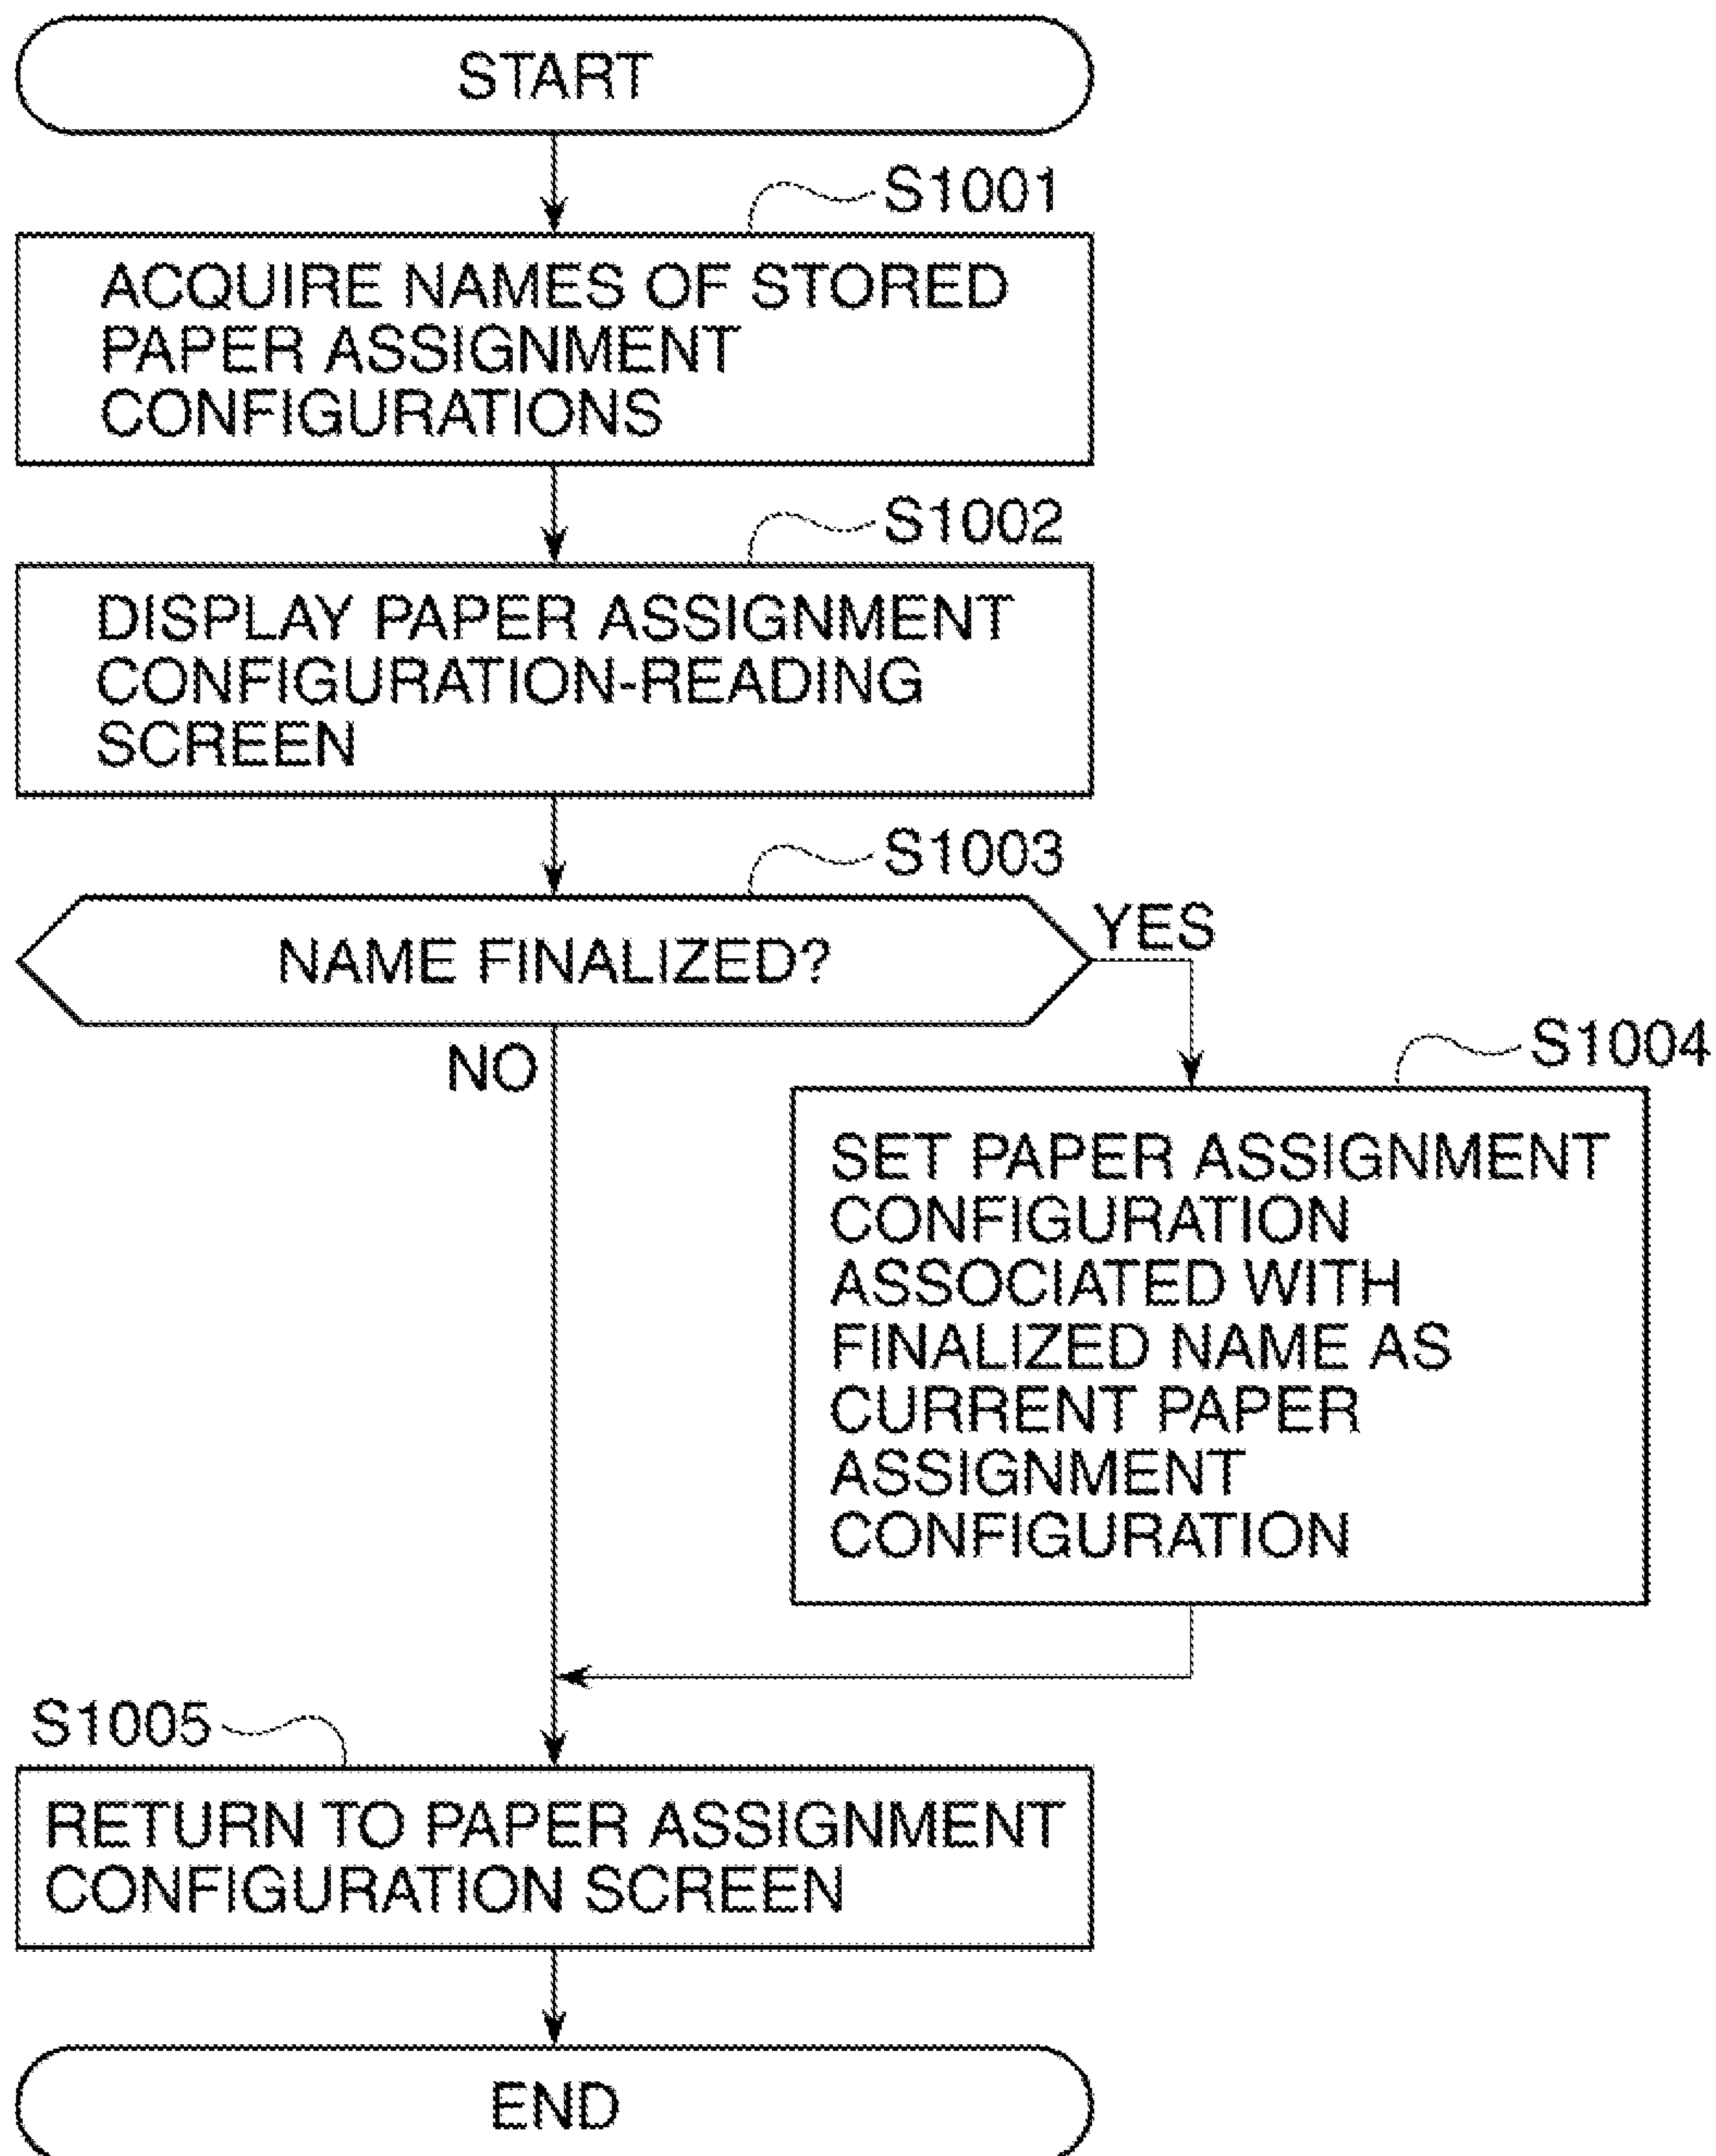 START
S1001
ACQUIRE NAMES OF STORED
PAPER ASSIGNMENT
CONFIGURATIONS
S1002
DISPLAY PAPER ASSIGNMENT
CONFIGURATION-READING
SCREEN
S1003
NAME FINALIZED?
YES
NO
S1004
SET PAPER ASSIGNMENT
CONFIGURATION
ASSOCIATED WITH
FINALIZED NAME AS
CURRENT PAPER
ASSIGNMENT
CONFIGURATION
S1005
RETURN TO PAPER ASSIGNMENT
CONFIGURATION SCREEN
END